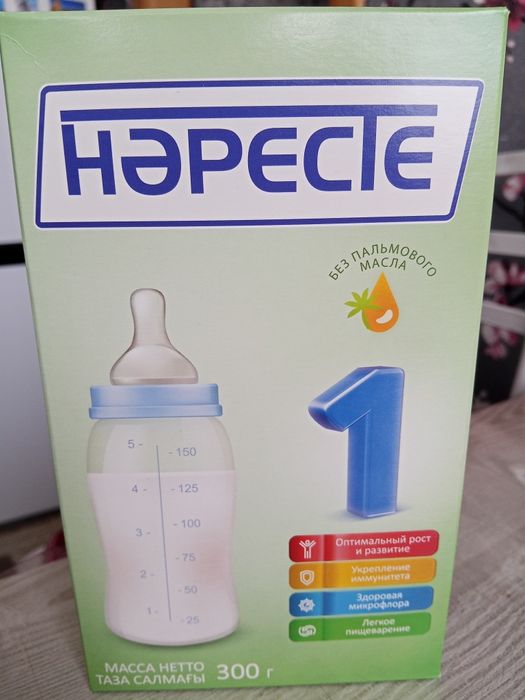 Нәресте
БЕЗ ПАЛЬМОВОГО
МАСЛА
1
5 -
- 150
4 -
- 125
- 100
3 -
- 75
2 -
- 50
1 -
- 25
Оптимальный рост
и развитие
Укрепление
иммунитета
Здоровая
микрофлора
Легкое
пищеварение
МАССА НЕТТО
ТАЗА САЛМАҒЫ 300 г